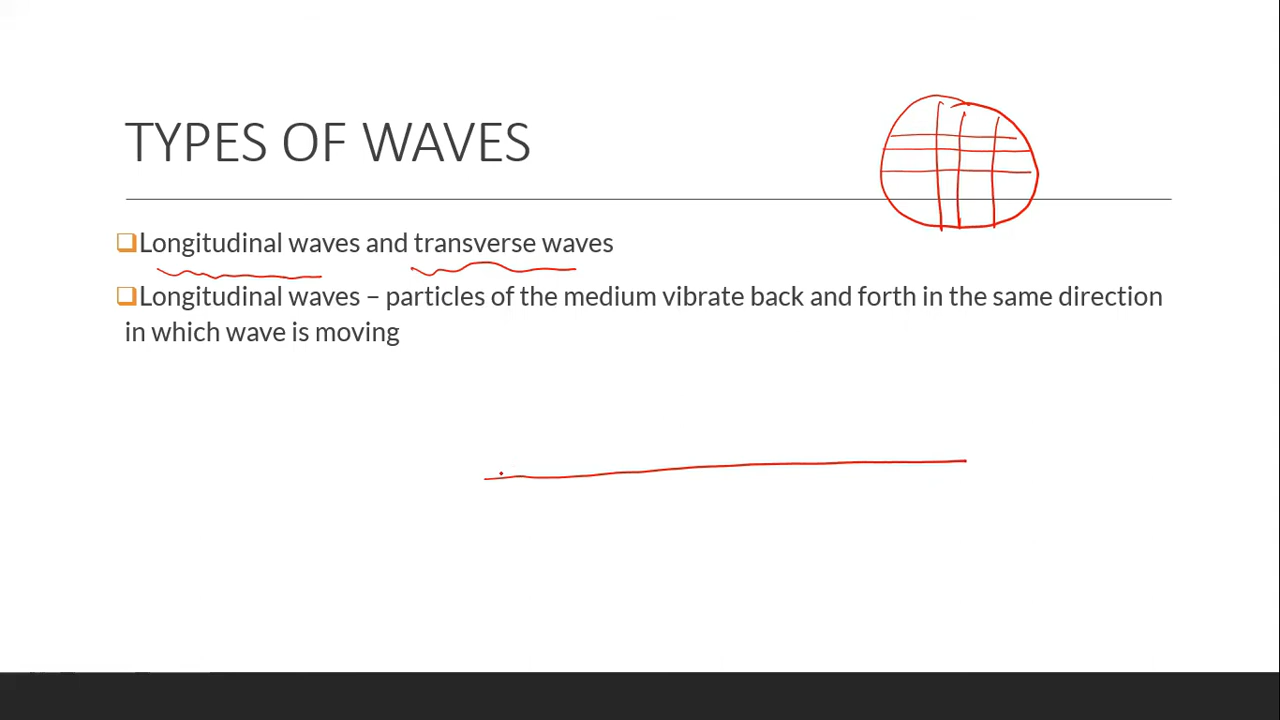 TYPES OF WAVES
Longitudinal waves and transverse waves
Longitudinal waves – particles of the medium vibrate back and forth in the same direction
in which wave is moving